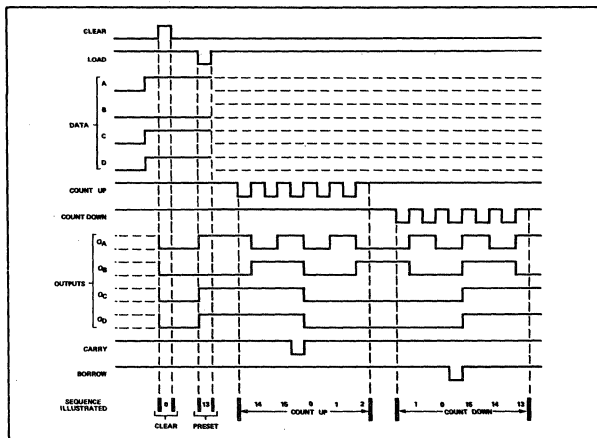 CLEAR
LOAD
A
B
DATA
C
D
COUNT UP
COUNT DOWN
QA
QB
OUTPUTS
QC
QD
CARRY
BORROW
SEQUENCE ILLUSTRATED
0 13 14 15 0 1 2 1 0 15 14 13
CLEAR PRESET COUNT UP COUNT DOWN